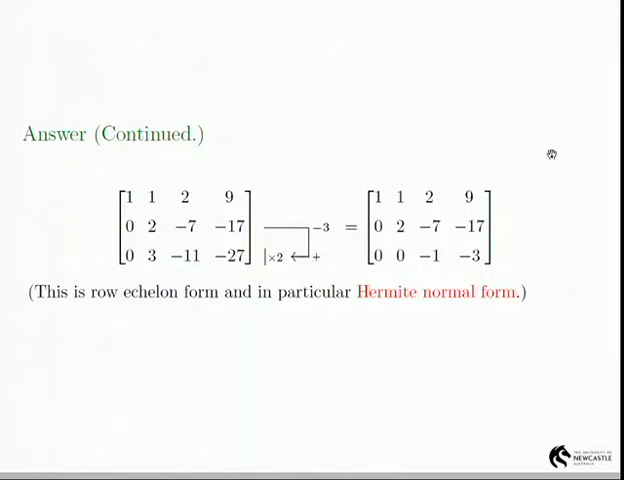 Answer (Continued.)
1 1 2 9
0 2 −7 −17
0 3 −11 −27
−3
|×2 +
=
1 1 2 9
0 2 −7 −17
0 0 −1 −3
(This is row echelon form and in particular Hermite normal form.)
THE UNIVERSITY OF
NEWCASTLE
AUSTRALIA